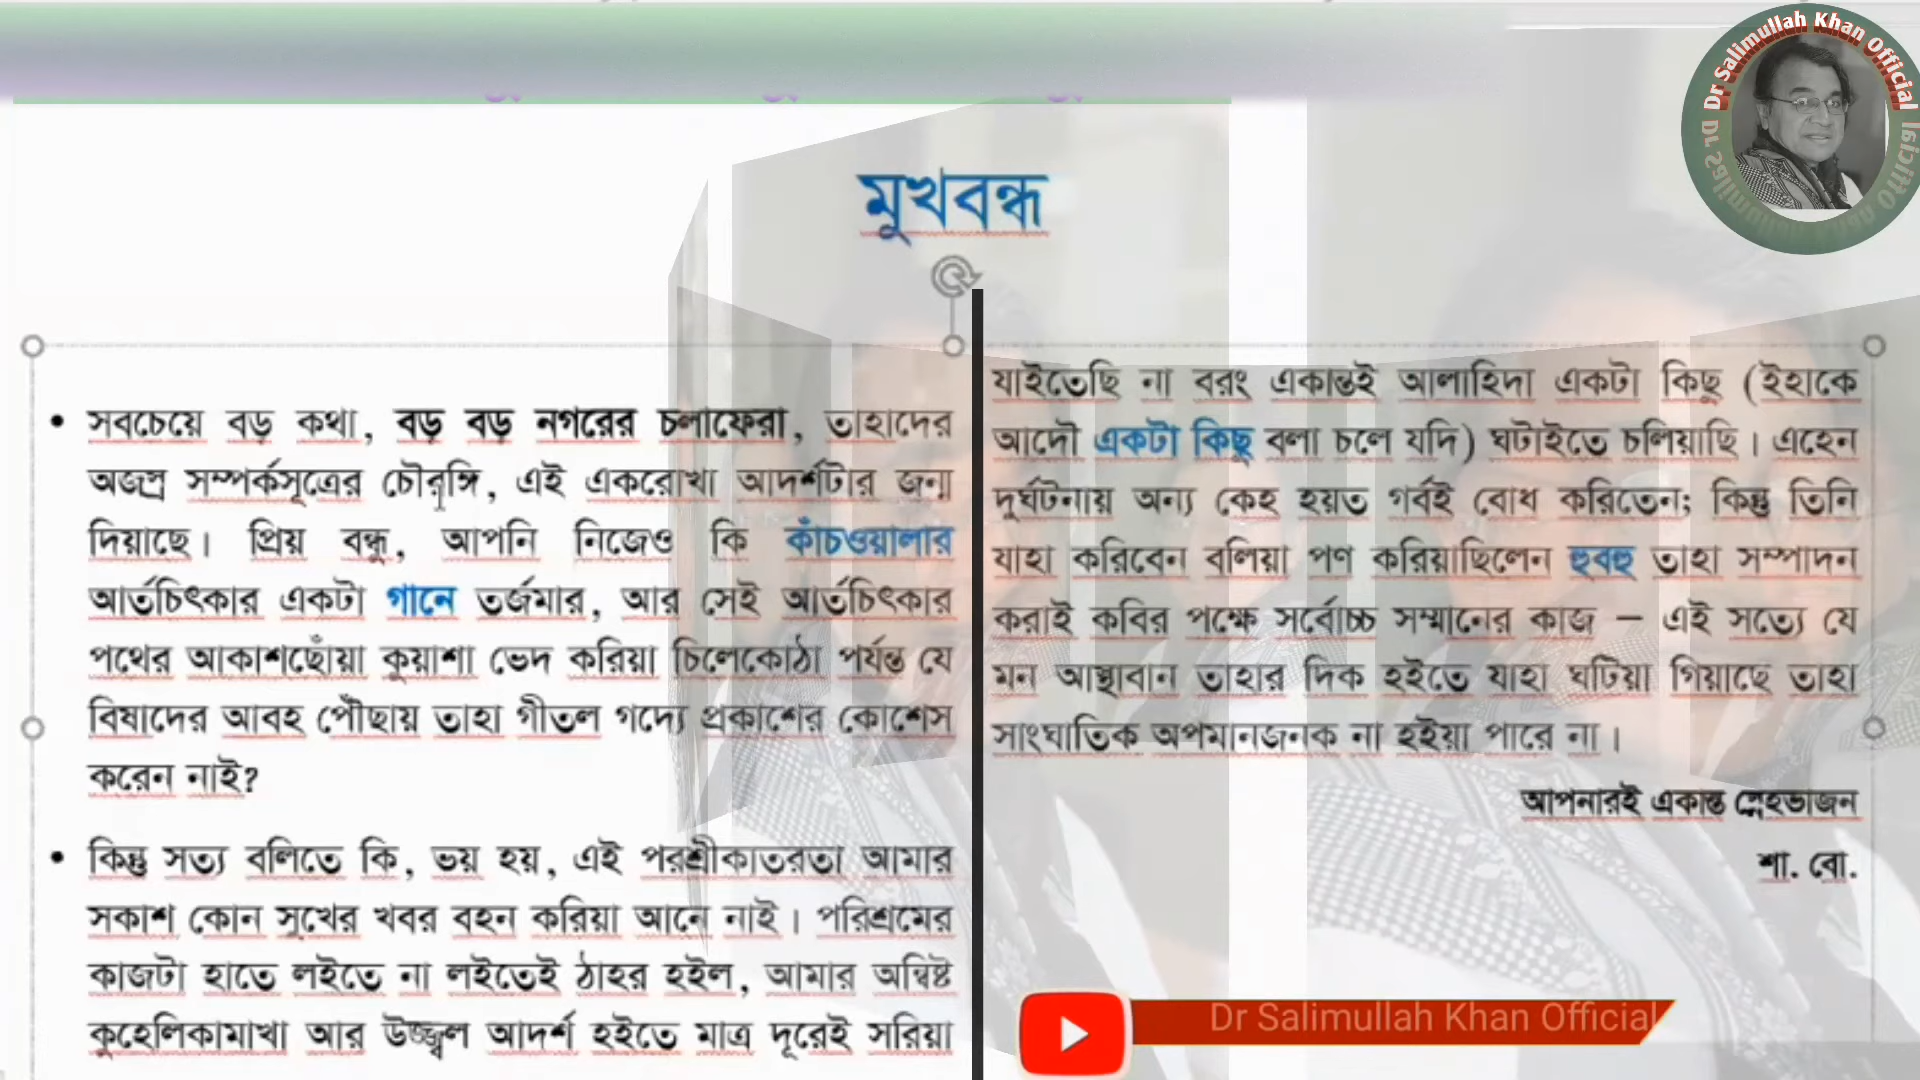 Dr Salimullah Khan Official
মুখবন্ধ
• সবচেয়ে বড় কথা, বড় বড় নগরের চলাফেরা, তাহাদের
অজস্র সম্পর্কসূত্রের চৌরঙ্গি, এই একরোখা আদর্শটার জন্ম
দিয়াছে। প্রিয় বন্ধু, আপনি নিজেও কি কাঁচওয়ালার
আর্তচিৎকার একটা গানে তর্জমার, আর সেই আর্তচিৎকার
পথের আকাশছোঁয়া কুয়াশা ভেদ করিয়া চিলেকোঠা পর্যন্ত যে
বিষাদের আবহ পৌঁছায় তাহা গীতল গদ্যে প্রকাশের কোশেস
করেন নাই?
• কিন্তু সত্য বলিতে কি, ভয় হয়, এই পরশ্রীকাতরতা আমার
সকাশ কোন সুখের খবর বহন করিয়া আনে নাই। পরিশ্রমের
কাজটা হাতে লইতে না লইতেই ঠাহর হইল, আমার অন্বিষ্ট
কুহেলিকামাখা আর উজ্জ্বল আদর্শ হইতে মাত্র দূরেই সরিয়া
যাইতেছি না বরং একান্তই আলাহিদা একটা কিছু (ইহাকে
আদৌ একটা কিছু বলা চলে যদি) ঘটাইতে চলিয়াছি। এহেন
দুর্ঘটনায় অন্য কেহ হয়ত গর্বই বোধ করিতেন; কিন্তু তিনি
যাহা করিবেন বলিয়া পণ করিয়াছিলেন হুবহু তাহা সম্পাদন
করাই কবির পক্ষে সর্বোচ্চ সম্মানের কাজ – এই সত্যে যে
মন আস্থাবান তাহার দিক হইতে যাহা ঘটিয়া গিয়াছে তাহা
সাংঘাতিক অপমানজনক না হইয়া পারে না।
আপনারই একান্ত স্নেহভাজন
শা. বো.
Dr Salimullah Khan Official